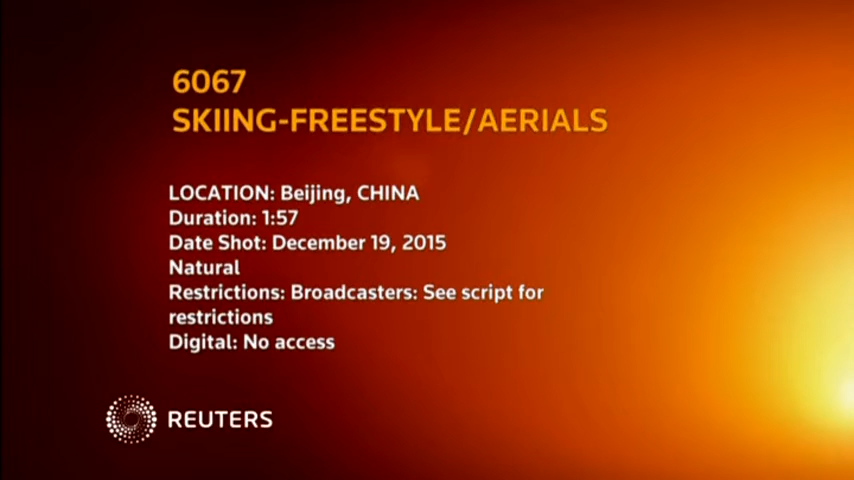 6067
SKIING-FREESTYLE/AERIALS
LOCATION: Beijing, CHINA
Duration: 1:57
Date Shot: December 19, 2015
Natural
Restrictions: Broadcasters: See script for
restrictions
Digital: No access
REUTERS